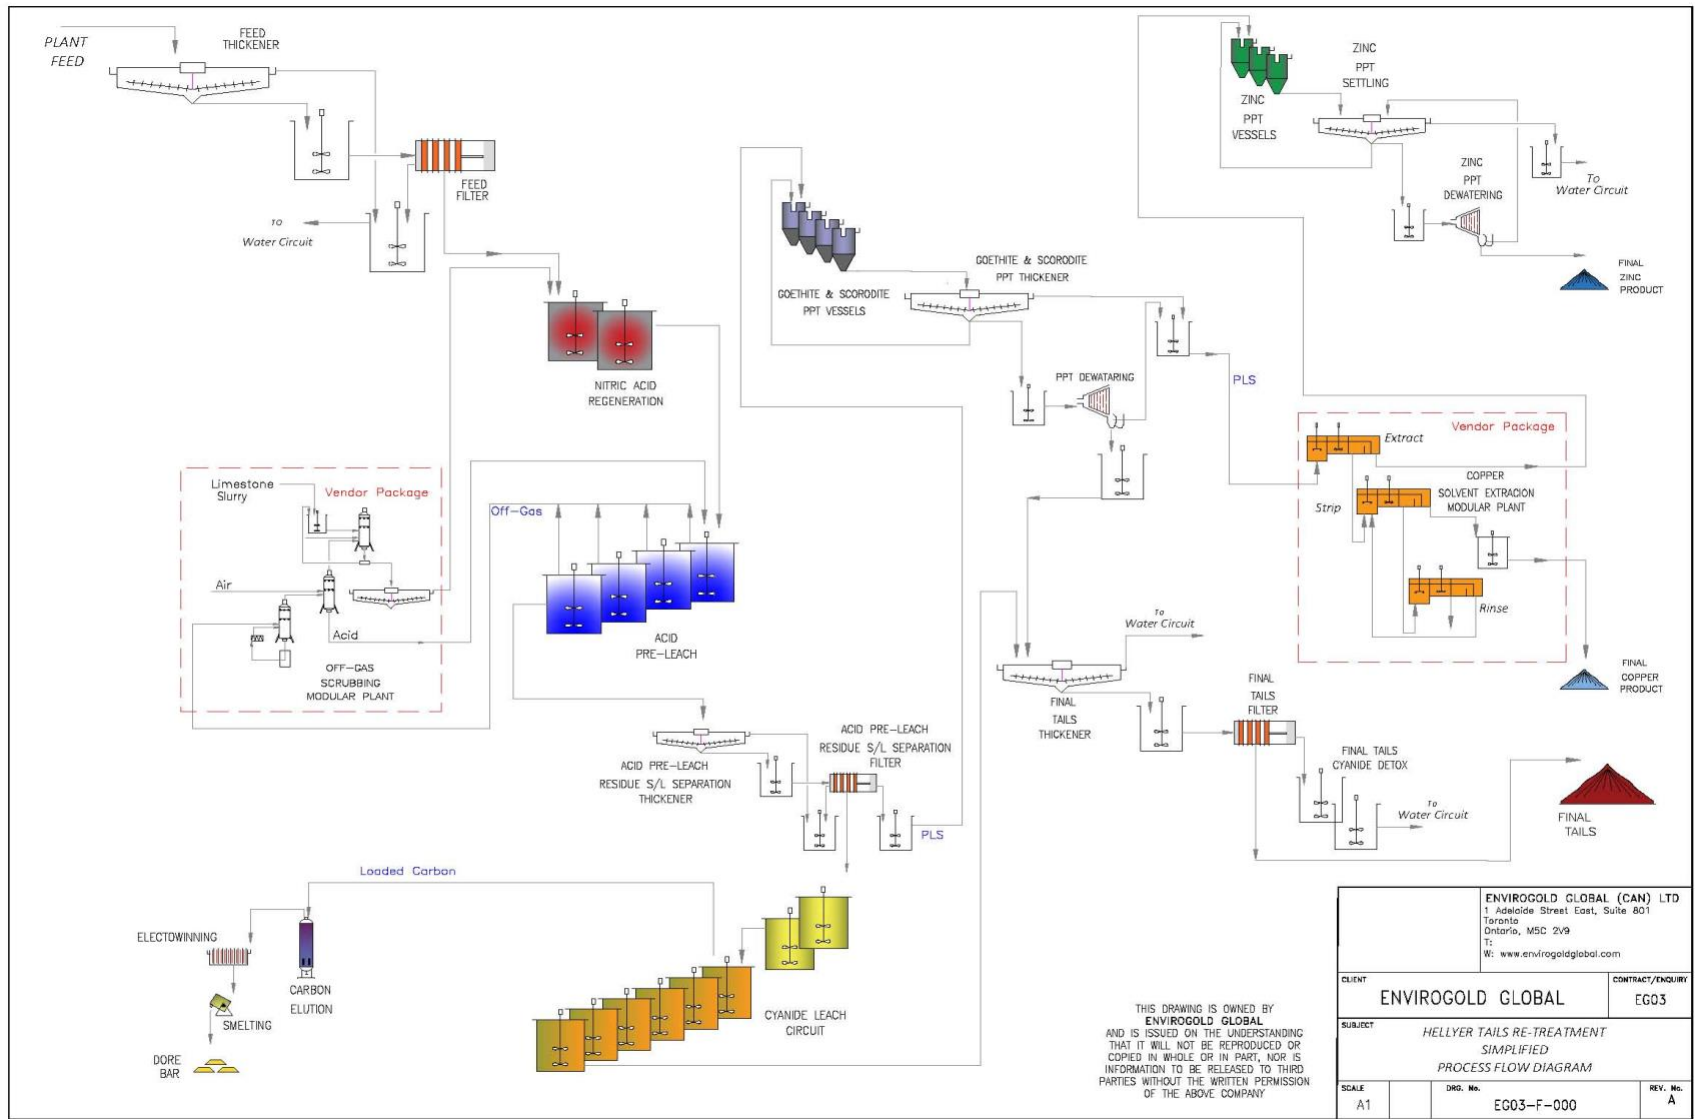 PLANT
FEED
FEED
THICKENER
FEED
FILTER
TO
Water Circuit
NITRIC ACID
REGENERATION
Limestone
Slurry
Vendor Package
Air
Acid
OFF-GAS
SCRUBBING
MODULAR PLANT
Off-Gas
ACID
PRE-LEACH
ACID PRE-LEACH
RESIDUE S/L SEPARATION
THICKENER
ACID PRE-LEACH
RESIDUE S/L SEPARATION
FILTER
PLS
Loaded Carbon
ELECTOWINNING
CARBON
ELUTION
SMELTING
DORE
BAR
CYANIDE LEACH
CIRCUIT
GOETHITE & SCORODITE
PPT VESSELS
GOETHITE & SCORODITE
PPT THICKENER
PPT DEWATARING
PLS
ZINC
PPT
VESSELS
ZINC
PPT
SETTLING
ZINC
PPT
DEWATERING
To
Water Circuit
FINAL
ZINC
PRODUCT
Vendor Package
Extract
COPPER
SOLVENT EXTRACION
MODULAR PLANT
Strip
Rinse
FINAL
COPPER
PRODUCT
To
Water Circuit
FINAL
TAILS
THICKENER
FINAL
TAILS
FILTER
FINAL TAILS
CYANIDE DETOX
To
Water Circuit
FINAL
TAILS
THIS DRAWING IS OWNED BY
ENVIROGOLD GLOBAL
AND IS ISSUED ON THE UNDERSTANDING
THAT IT WILL NOT BE REPRODUCED OR
COPIED IN WHOLE OR IN PART, NOR IS
INFORMATION TO BE RELEASED TO THIRD
PARTIES WITHOUT THE WRITTEN PERMISSION
OF THE ABOVE COMPANY
ENVIROGOLD GLOBAL (CAN) LTD
1 Adelaide Street East, Suite 801
Toronto
Ontario, M5C 2V9
T:
W: www.envirogoldglobal.com
CLIENT
ENVIROGOLD GLOBAL
CONTRACT/ENQUIRY
EG03
SUBJECT
HELLYER TAILS RE-TREATMENT
SIMPLIFIED
PROCESS FLOW DIAGRAM
SCALE
A1
DRG. No.
EG03-F-000
REV. No.
A